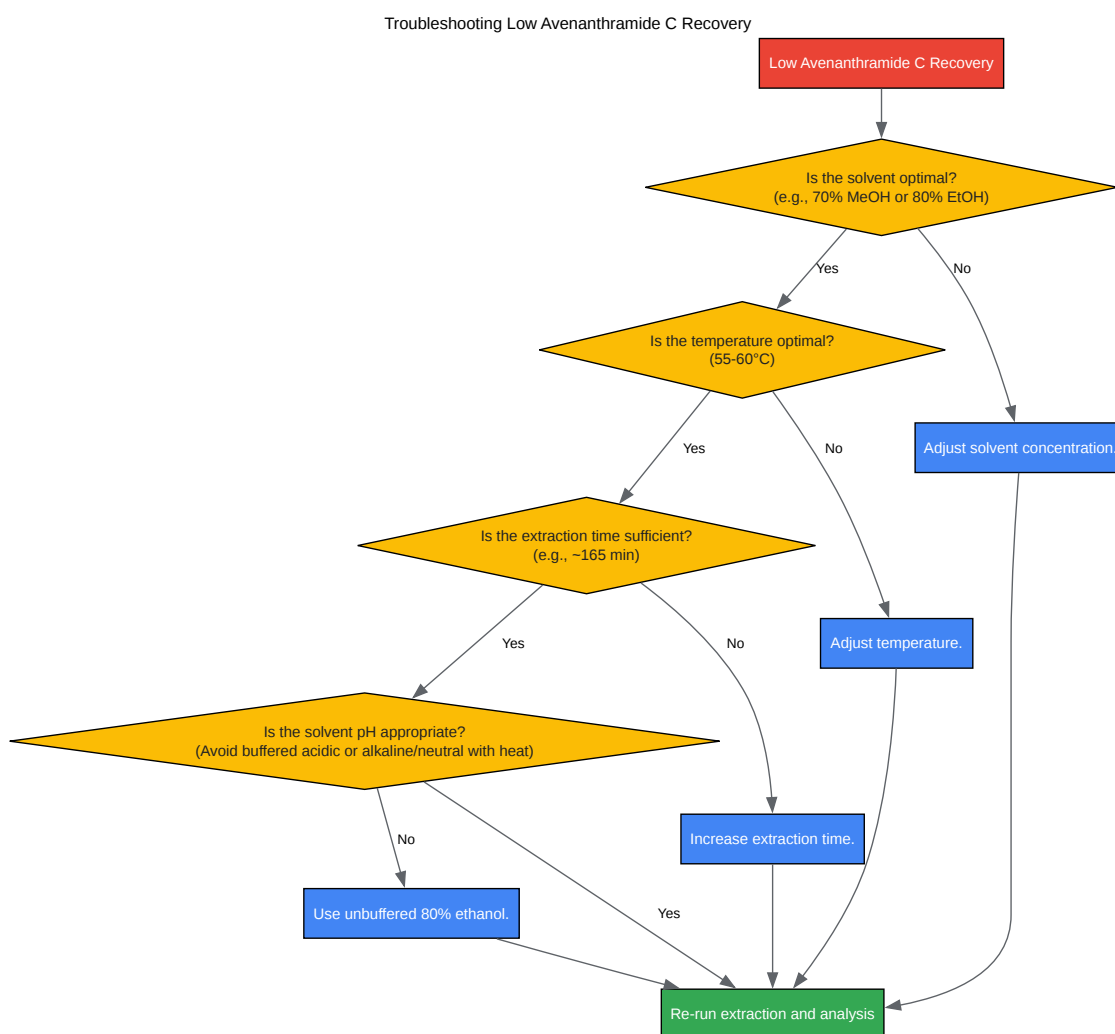 Troubleshooting Low Avenanthramide C Recovery
Low Avenanthramide C Recovery
Is the solvent optimal?
(e.g., 70% MeOH or 80% EtOH)
Yes
No
Is the temperature optimal?
(55-60°C)
Yes
No
Adjust solvent concentration.
Is the extraction time sufficient?
(e.g., ~165 min)
Yes
No
Adjust temperature.
Is the solvent pH appropriate?
(Avoid buffered acidic or alkaline/neutral with heat)
No
Yes
Increase extraction time.
Use unbuffered 80% ethanol.
Re-run extraction and analysis